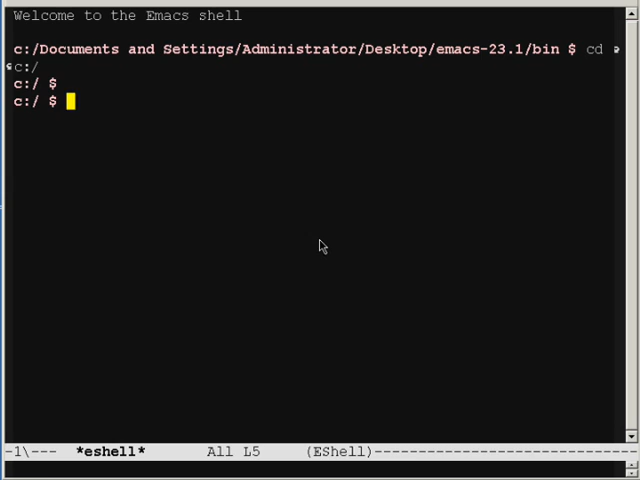 Welcome to the Emacs shell
c:/Documents and Settings/Administrator/Desktop/emacs-23.1/bin $ cd
c:/
c:/ $
c:/ $
-1\--- *eshell* All L5 (EShell)-----------------------------